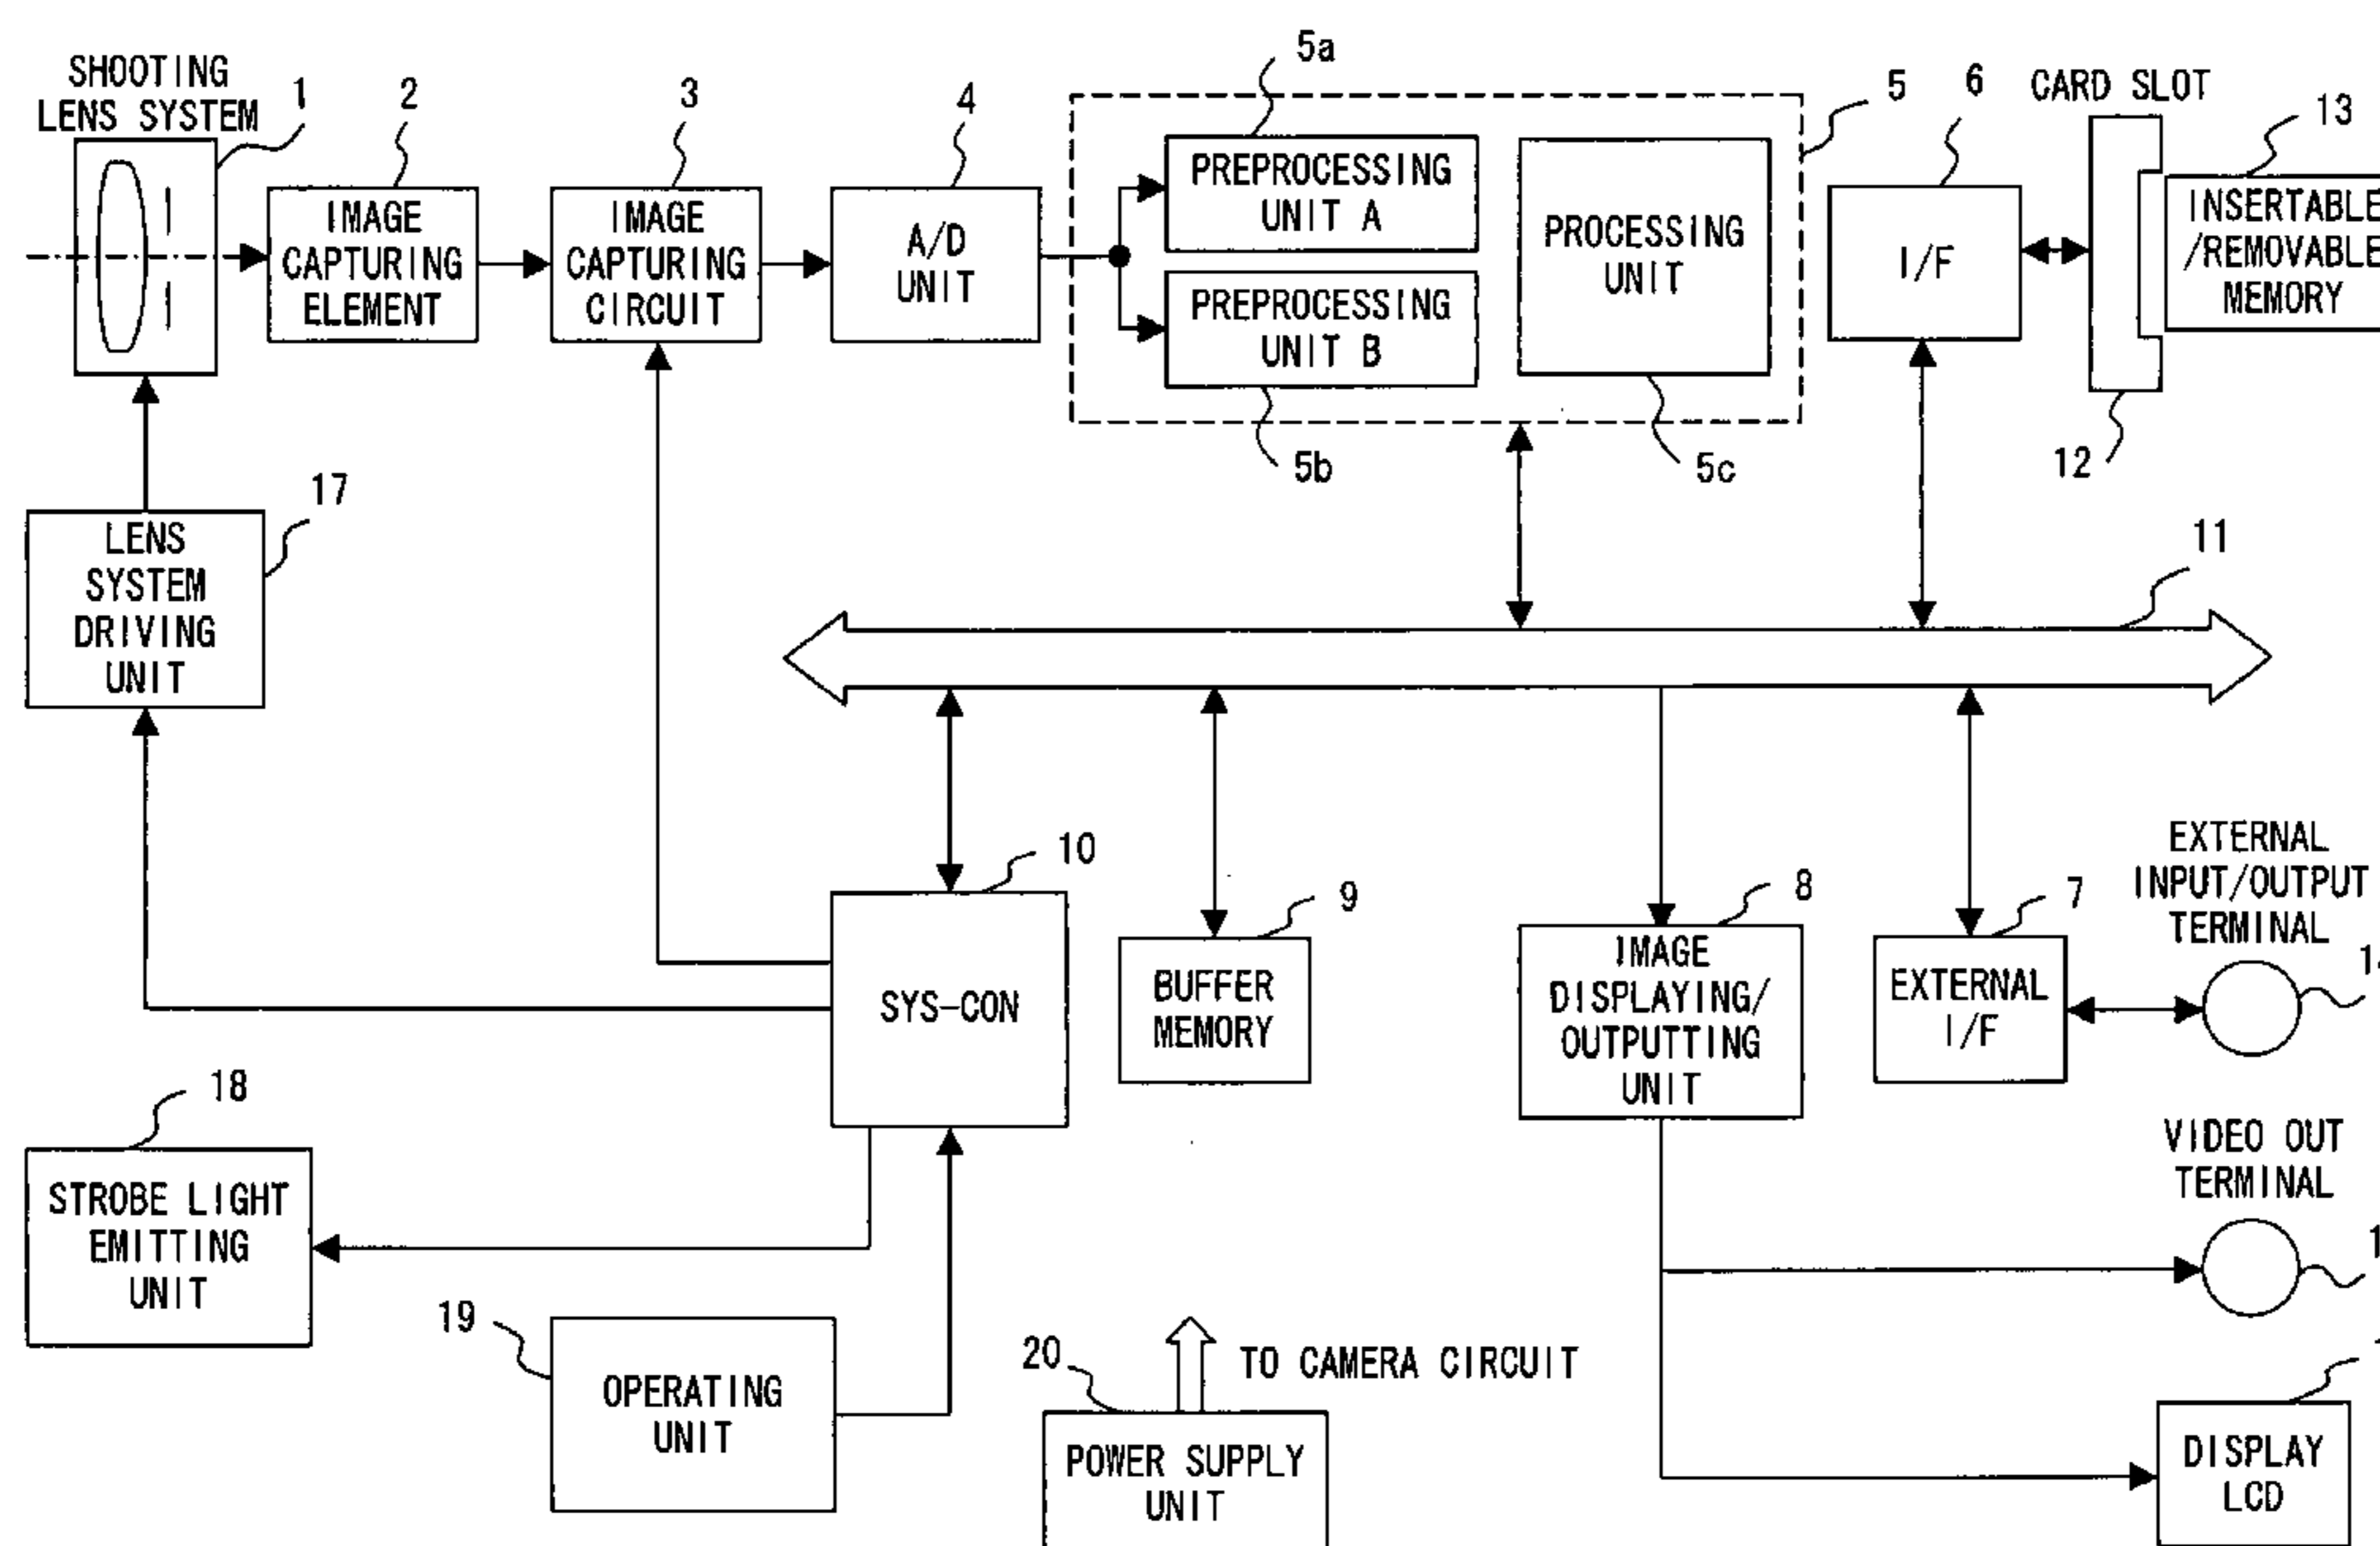 SHOOTING
LENS SYSTEM
1
2
3
4
5a
5
6
CARD SLOT
13
IMAGE
CAPTURING
ELEMENT
IMAGE
CAPTURING
CIRCUIT
A/D
UNIT
PREPROCESSING
UNIT A
PREPROCESSING
UNIT B
PROCESSING
UNIT
I/F
INSERTABLE
/REMOVABLE
MEMORY
5b
5c
12
17
LENS
SYSTEM
DRIVING
UNIT
11
10
SYS-CON
9
BUFFER
MEMORY
8
IMAGE
DISPLAYING/
OUTPUTTING
UNIT
7
EXTERNAL
I/F
EXTERNAL
INPUT/OUTPUT
TERMINAL
18
STROBE LIGHT
EMITTING
UNIT
VIDEO OUT
TERMINAL
19
OPERATING
UNIT
20
TO CAMERA CIRCUIT
POWER SUPPLY
UNIT
DISPLAY
LCD